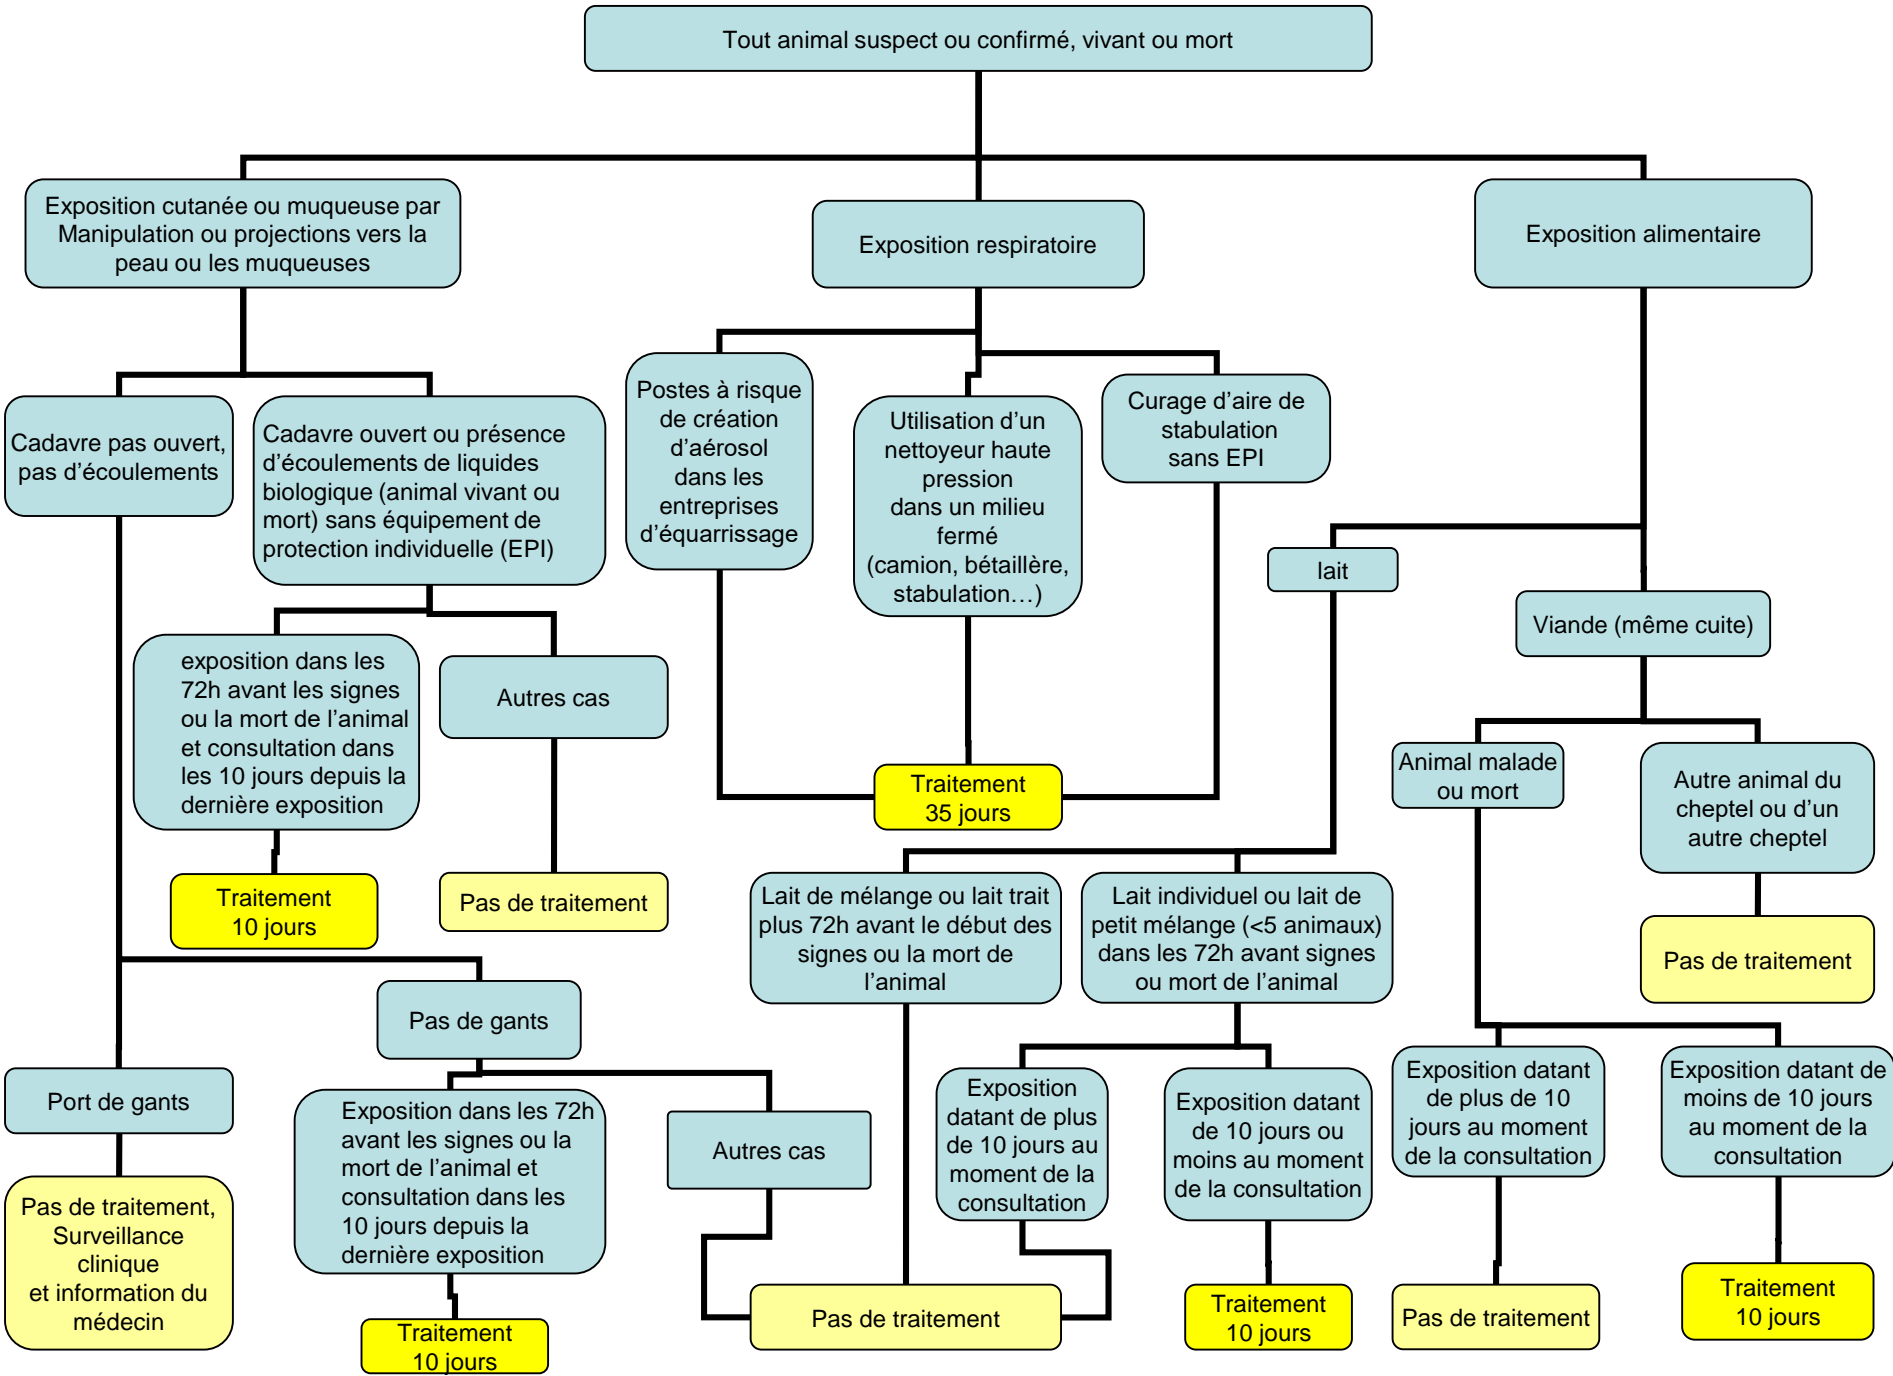 Tout animal suspect ou confirmé, vivant ou mort
Exposition cutanée ou muqueuse par
Manipulation ou projections vers la
peau ou les muqueuses
Exposition respiratoire
Exposition alimentaire
Cadavre pas ouvert,
pas d'écoulements
Cadavre ouvert ou présence
d'écoulements de liquides
biologique (animal vivant ou
mort) sans équipement de
protection individuelle (EPI)
Postes à risque
de création
d'aérosol
dans les
entreprises
d'équarrissage
Utilisation d'un
nettoyeur haute
pression
dans un milieu
fermé
(camion, bétaillère,
stabulation…)
Curage d'aire de
stabulation
sans EPI
lait
Viande (même cuite)
exposition dans les
72h avant les signes
ou la mort de l'animal
et consultation dans
les 10 jours depuis la
dernière exposition
Autres cas
Traitement
35 jours
Animal malade
ou mort
Autre animal du
cheptel ou d'un
autre cheptel
Traitement
10 jours
Pas de traitement
Lait de mélange ou lait trait
plus 72h avant le début des
signes ou la mort de
l'animal
Lait individuel ou lait de
petit mélange (<5 animaux)
dans les 72h avant signes
ou mort de l'animal
Pas de traitement
Pas de gants
Port de gants
Exposition dans les 72h
avant les signes ou la
mort de l'animal et
consultation dans les
10 jours depuis la
dernière exposition
Autres cas
Exposition
datant de plus
de 10 jours au
moment de la
consultation
Exposition datant
de 10 jours ou
moins au moment
de la consultation
Exposition datant
de plus de 10
jours au moment
de la consultation
Exposition datant de
moins de 10 jours
au moment de la
consultation
Pas de traitement,
Surveillance
clinique
et information du
médecin
Traitement
10 jours
Pas de traitement
Traitement
10 jours
Pas de traitement
Traitement
10 jours